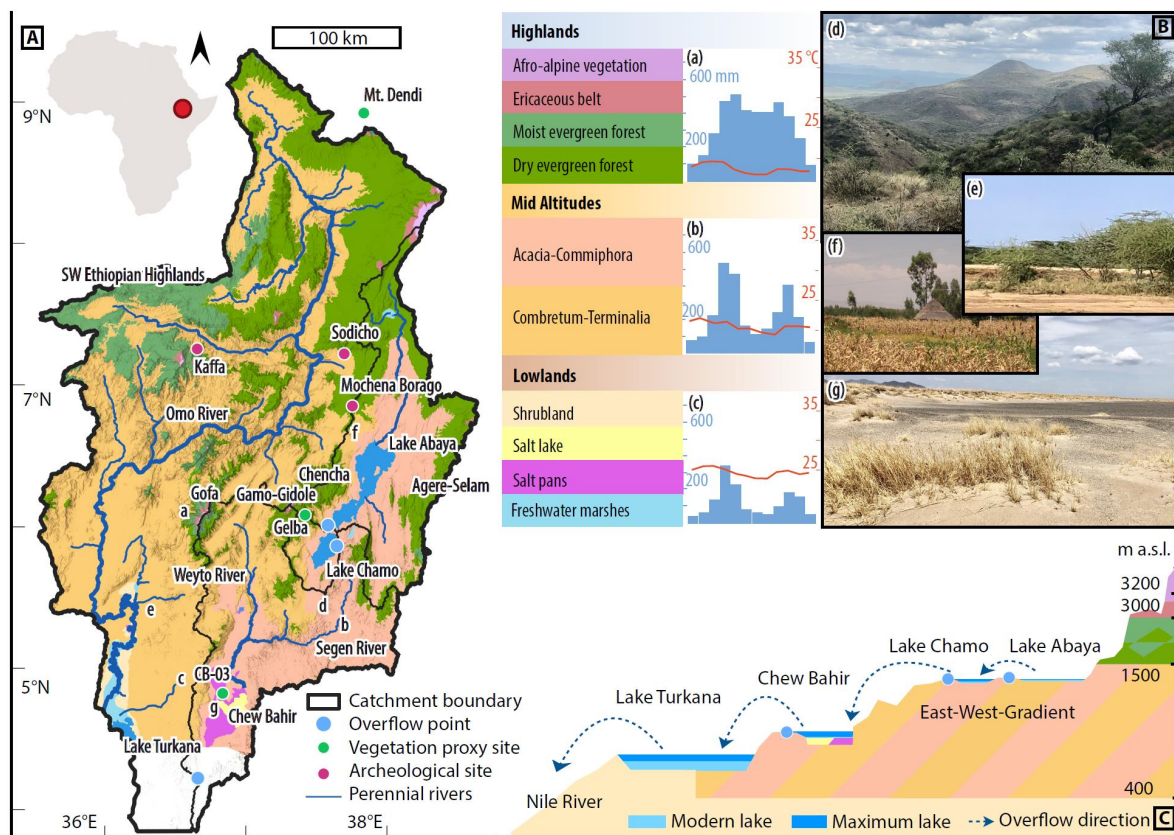 A
100 km
9°N
7°N
5°N
36°E
38°E
Mt. Dendi
SW Ethiopian Highlands
Sodicho
Kaffa
Mochena Borago
Omo River
f
Lake Abaya
Chencha
Agere-Selam
Gofa
a
Gamo-Gidole
Gelba
Weyto River
Lake Chamo
d
e
b
Segen River
c
CB-03
g
Chew Bahir
Lake Turkana
Catchment boundary
Overflow point
Vegetation proxy site
Archeological site
Perennial rivers
Highlands
Afro-alpine vegetation
Ericaceous belt
Moist evergreen forest
Dry evergreen forest
(a)
600 mm
200
35 °C
25
Mid Altitudes
Acacia-Commiphora
Combretum-Terminalia
(b)
600
200
35
25
Lowlands
Shrubland
Salt lake
Salt pans
Freshwater marshes
(c)
600
200
35
25
(d)
B
(e)
(f)
(g)
m a.s.l.
3200
3000
1500
400
Lake Chamo
Lake Abaya
Chew Bahir
Lake Turkana
East-West-Gradient
Nile River
Modern lake
Maximum lake
Overflow direction
C